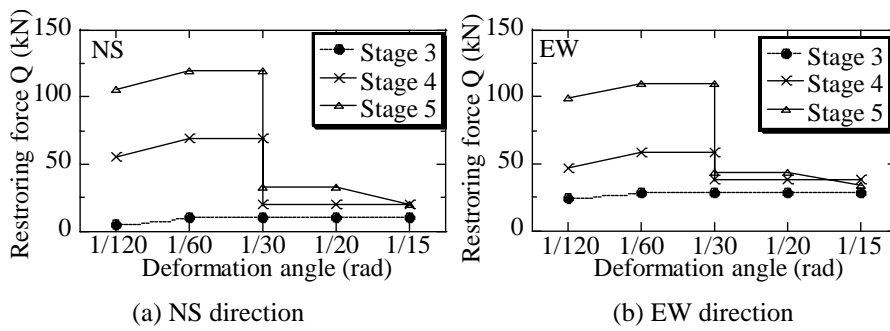 150
100
50
0
Restroring force Q (kN)
NS
Stage 3
Stage 4
Stage 5
1/120 1/60 1/30 1/20 1/15
Deformation angle (rad)
(a) NS direction
150
100
50
0
Restroring force Q (kN)
EW
Stage 3
Stage 4
Stage 5
1/120 1/60 1/30 1/20 1/15
Deformation angle (rad)
(b) EW direction